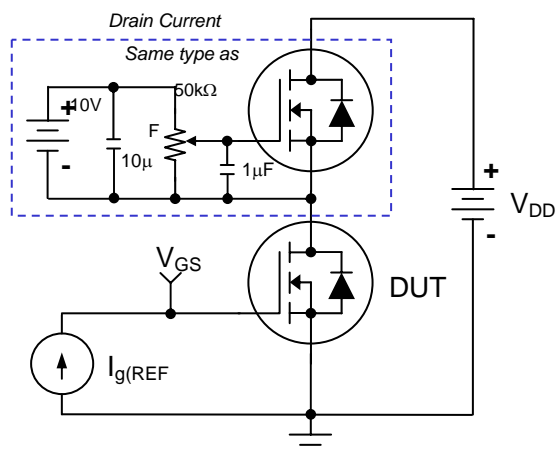 Drain Current
Same type as
50kΩ
+
10V
F
-
10μ
1μF
+
VDD
-
VGS
DUT
Ig(REF